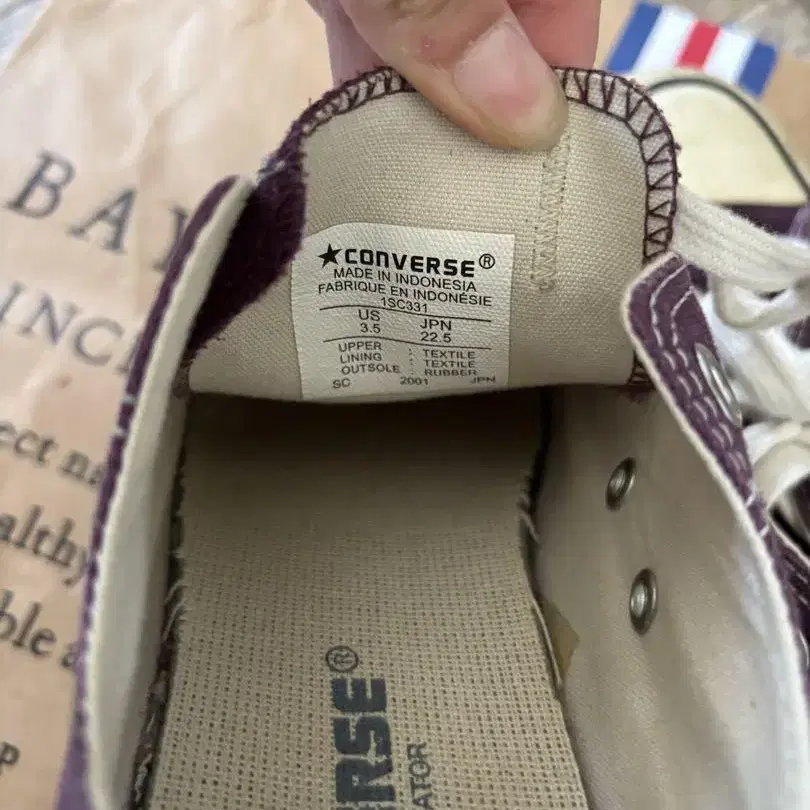 ★CONVERSE®
MADE IN INDONESIA
FABRIQUE EN INDONÉSIE
1SC331
US JPN
3.5 22.5
UPPER : TEXTILE
LINING : TEXTILE
OUTSOLE : RUBBER
SC 2001 JPN
BA
INC
ect na
althy
ble a
p
RSE®
ATOR